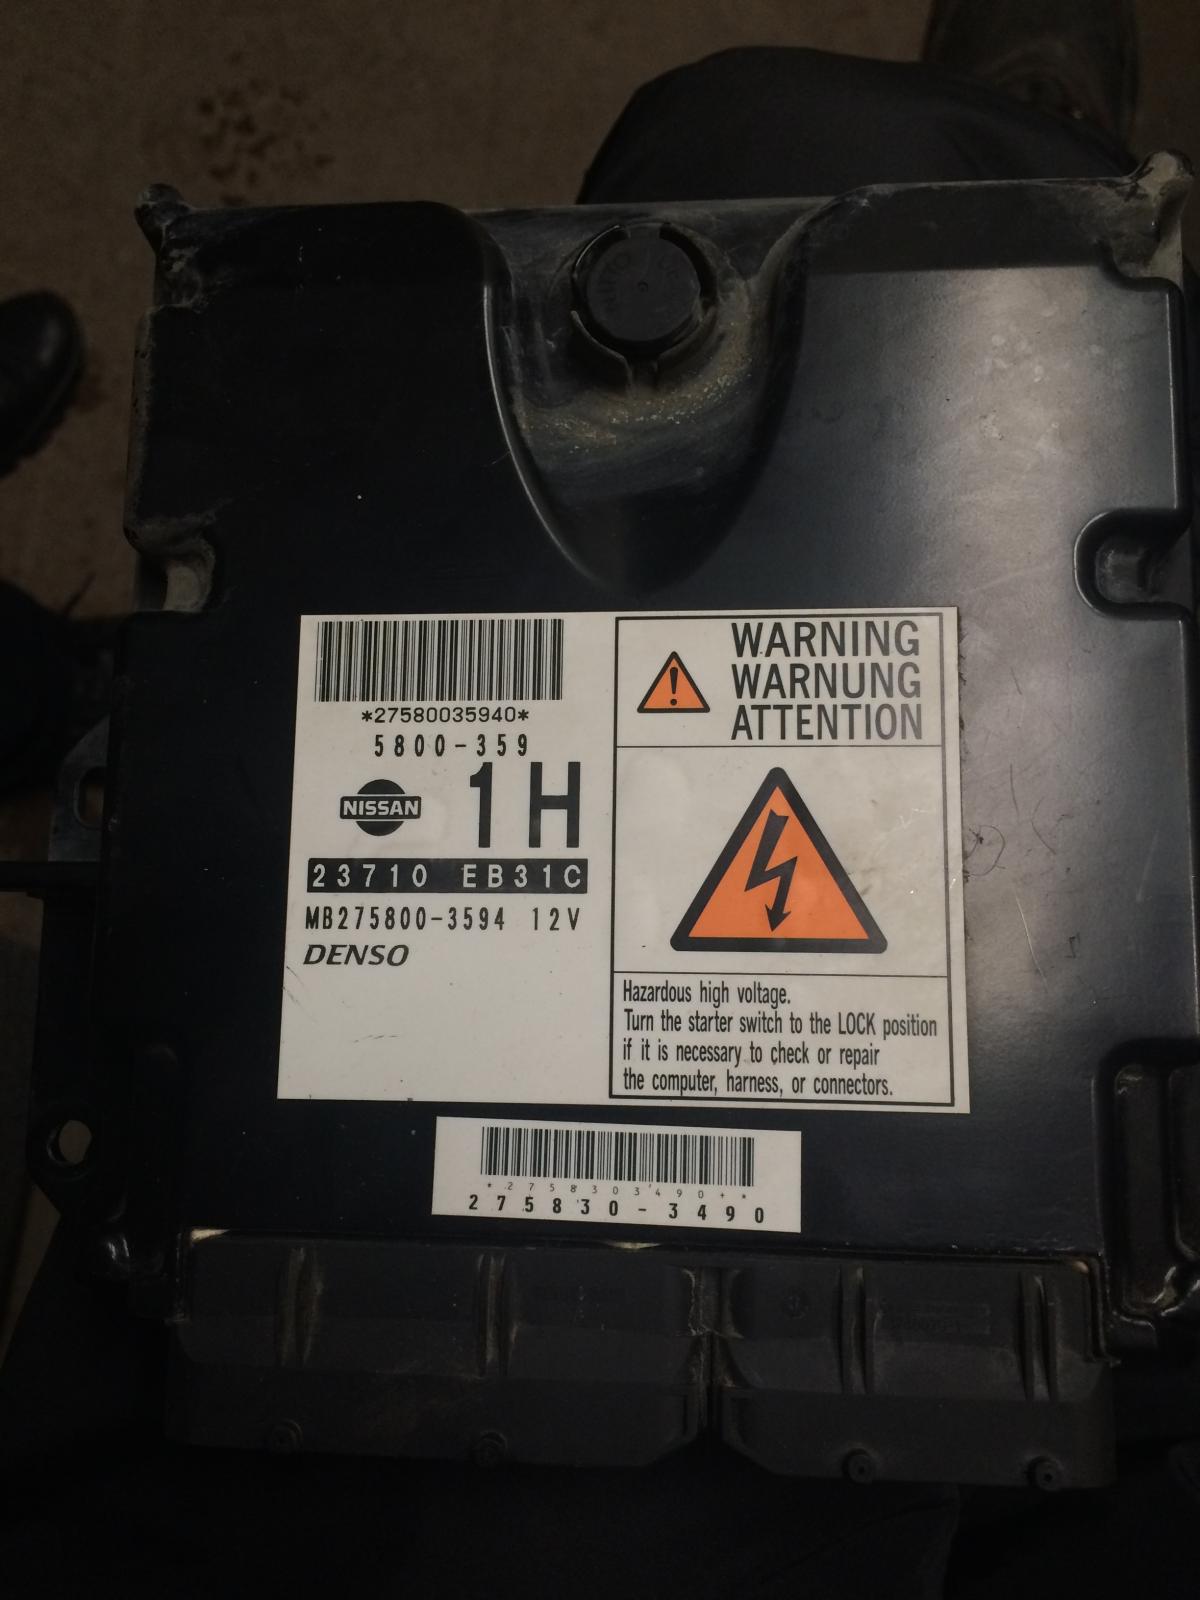 *27580035940*
5800-359
NISSAN
1H
23710 EB31C
MB275800-3594 12V
DENSO
WARNING
WARNUNG
ATTENTION
Hazardous high voltage.
Turn the starter switch to the LOCK position
if it is necessary to check or repair
the computer, harness, or connectors.
275830-3490